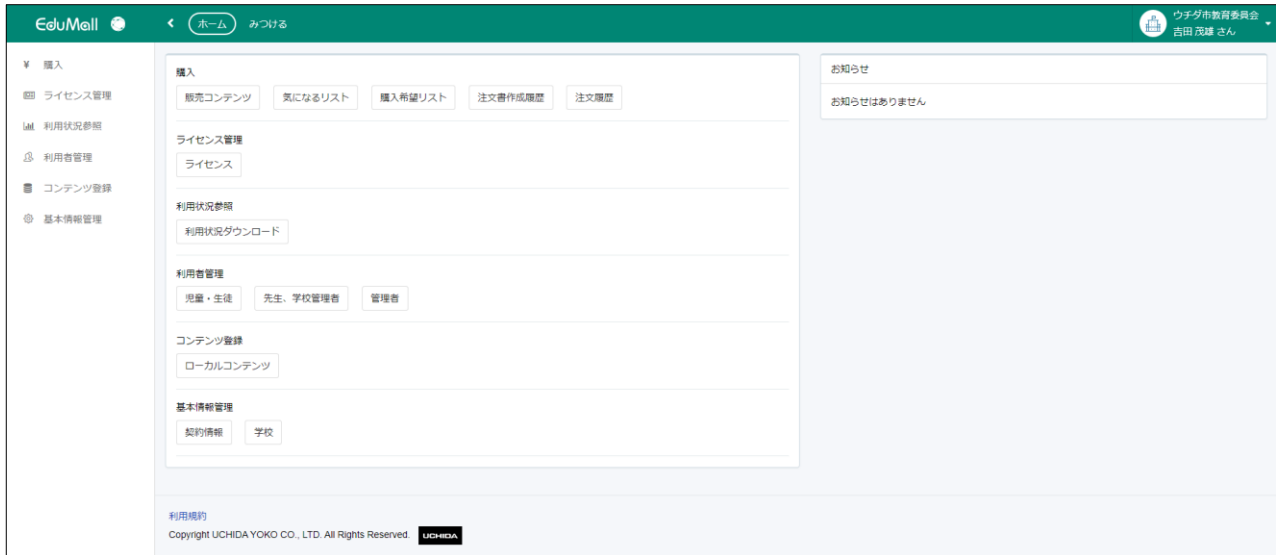 EduMall
ホーム みつける
ウチダ市教育委員会
吉田 茂雄 さん
¥ 購入
ライセンス管理
利用状況参照
利用者管理
コンテンツ登録
基本情報管理
購入
販売コンテンツ 気になるリスト 購入希望リスト 注文書作成履歴 注文履歴
ライセンス管理
ライセンス
利用状況参照
利用状況ダウンロード
利用者管理
児童・生徒 先生、学校管理者 管理者
コンテンツ登録
ローカルコンテンツ
基本情報管理
契約情報 学校
お知らせ
お知らせはありません
利用規約
Copyright UCHIDA YOKO CO., LTD. All Rights Reserved. UCHIDA